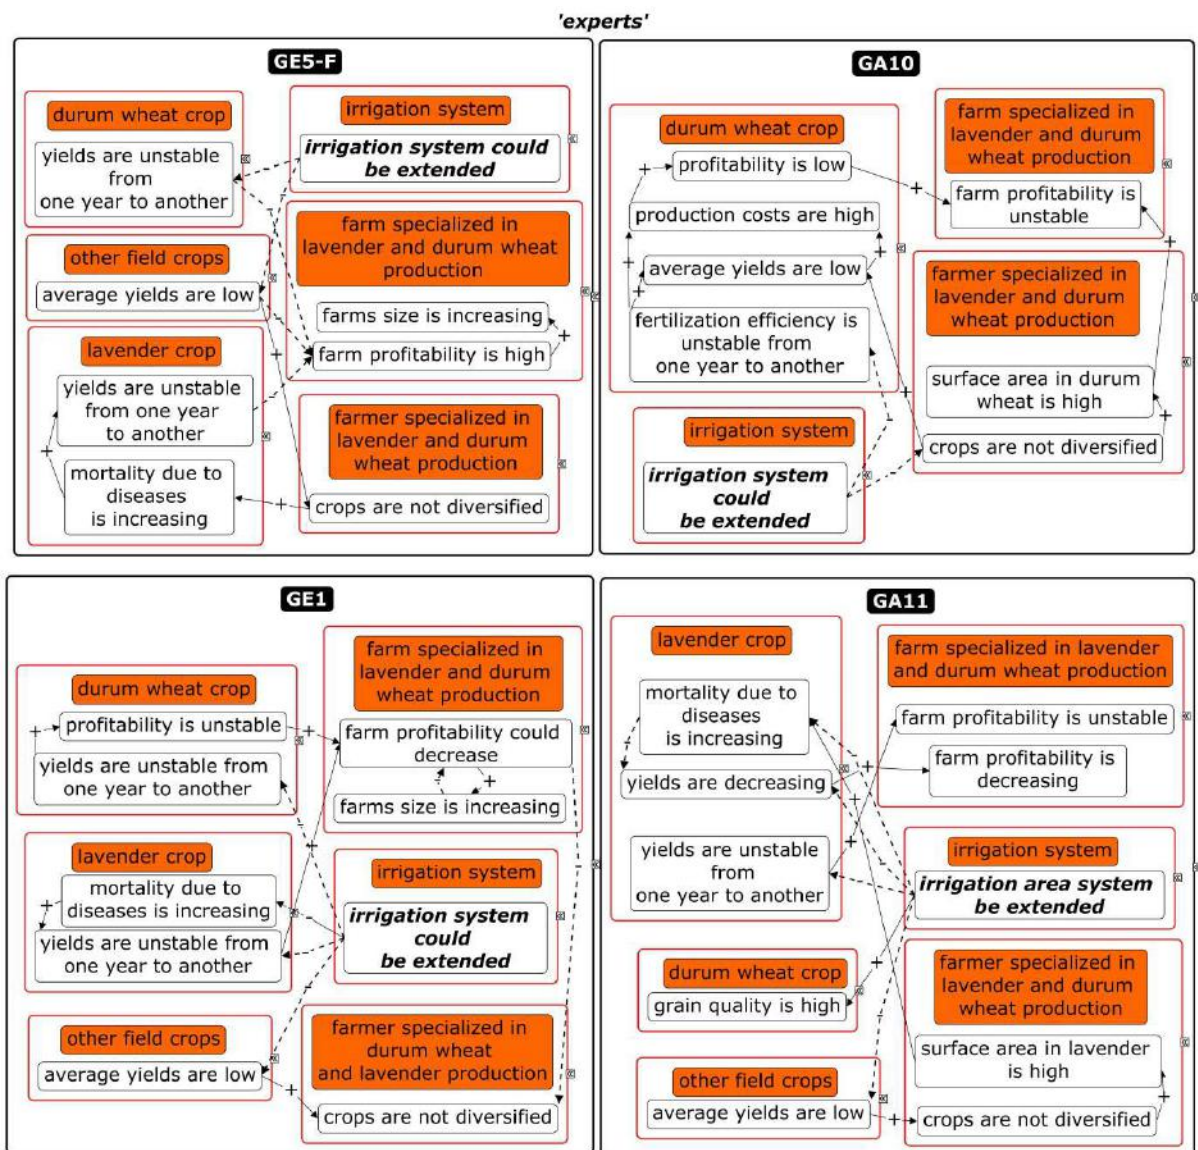 'experts'
GE5-F
durum wheat crop
yields are unstable
from
one year to another
other field crops
average yields are low
lavender crop
yields are unstable
from one year
to another
mortality due to
diseases
is increasing
irrigation system
irrigation system could
be extended
farm specialized in
lavender and durum wheat
production
farms size is increasing
farm profitability is high
farmer specialized in
lavender and durum
wheat production
crops are not diversified
GA10
durum wheat crop
profitability is low
production costs are high
average yields are low
fertilization efficiency is
unstable from
one year to another
irrigation system
irrigation system
could
be extended
farm specialized in
lavender and durum
wheat production
farm profitability is
unstable
farmer specialized in
lavender and durum
wheat production
surface area in durum
wheat is high
crops are not diversified
GE1
durum wheat crop
profitability is unstable
yields are unstable from
one year to another
lavender crop
mortality due to
diseases is increasing
yields are unstable from
one year to another
other field crops
average yields are low
farm specialized in
lavender and durum
wheat production
farm profitability could
decrease
farms size is increasing
irrigation system
irrigation system
could
be extended
farmer specialized in
durum wheat
and lavender production
crops are not diversified
GA11
lavender crop
mortality due to
diseases
is increasing
yields are decreasing
yields are unstable
from
one year to another
durum wheat crop
grain quality is high
other field crops
average yields are low
farm specialized in lavender
and durum wheat production
farm profitability is unstable
farm profitability is
decreasing
irrigation system
irrigation area system
be extended
farmer specialized in
lavender and durum
wheat production
surface area in lavender
is high
crops are not diversified